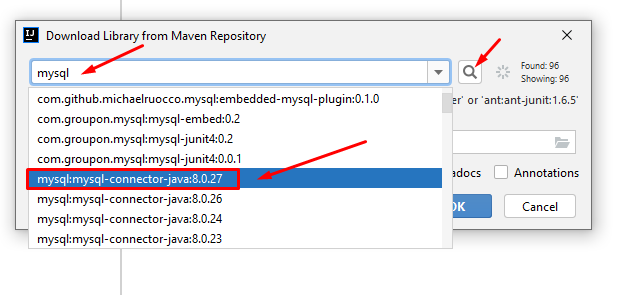 IJ
Download Library from Maven Repository
mysql
Found: 96
Showing: 96
com.github.michaelruocco.mysql:embedded-mysql-plugin:0.1.0
er' or 'ant:ant-junit:1.6.5'
com.groupon.mysql:mysql-embed:0.2
com.groupon.mysql:mysql-junit4:0.2
com.groupon.mysql:mysql-junit4:0.0.1
mysql:mysql-connector-java:8.0.27
adocs
Annotations
mysql:mysql-connector-java:8.0.26
mysql:mysql-connector-java:8.0.24
OK
Cancel
mysql:mysql-connector-java:8.0.23